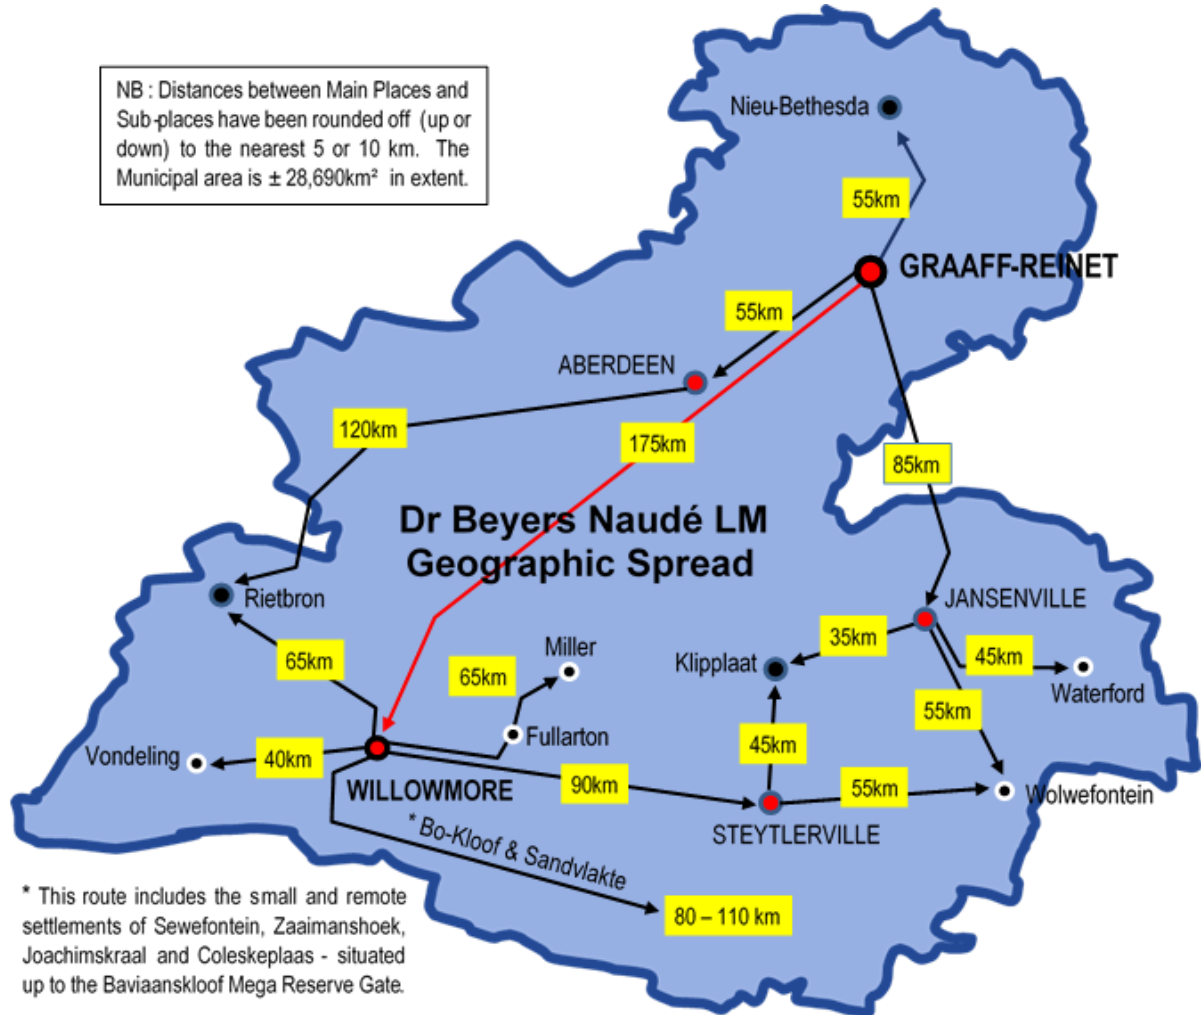 NB : Distances between Main Places and
Sub-places have been rounded off (up or
down) to the nearest 5 or 10 km. The
Municipal area is ± 28,690km² in extent.
Nieu-Bethesda
55km
GRAAFF-REINET
55km
ABERDEEN
120km
175km
85km
Dr Beyers Naudé LM
Geographic Spread
Rietbron
JANSENVILLE
35km
45km
Klipplaat
Waterford
65km
Miller
65km
55km
Fullarton
45km
Vondeling
40km
WILLOWMORE
90km
55km
Wolwefontein
STEYTLERVILLE
* Bo-Kloof & Sandvlakte
80 – 110 km
* This route includes the small and remote
settlements of Sewefontein, Zaaimanshoek,
Joachimskraal and Coleskeplaas - situated
up to the Baviaanskloof Mega Reserve Gate.